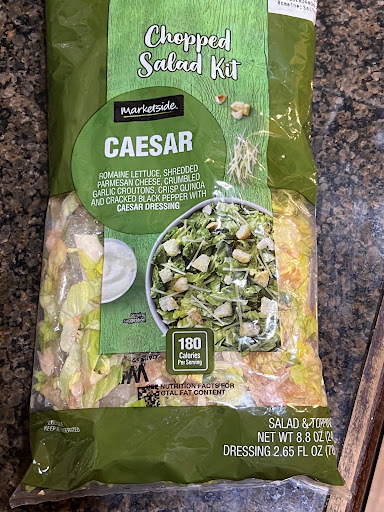 Chopped
Salad Kit
Marketside.
CAESAR
ROMAINE LETTUCE, SHREDDED
PARMESAN CHEESE, CRUMBLED
GARLIC CROUTONS, CRISP QUINOA
AND CRACKED BLACK PEPPER WITH
CAESAR DRESSING
180
Calories
Per Serving
NUTRITION FACTS FOR
OTAL FAT CONTENT
SALAD & TOPPIN
NET WT 8.8 OZ
DRESSING 2.65 FL OZ